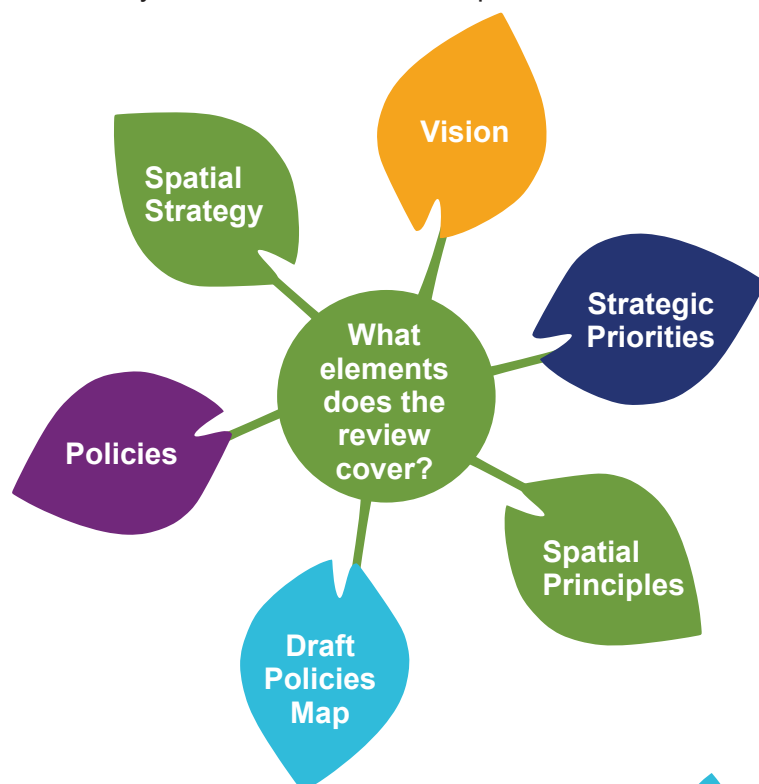 Vision
Spatial
Strategy
Strategic
Priorities
What
elements
does the
review
cover?
Policies
Spatial
Principles
Draft
Policies
Map